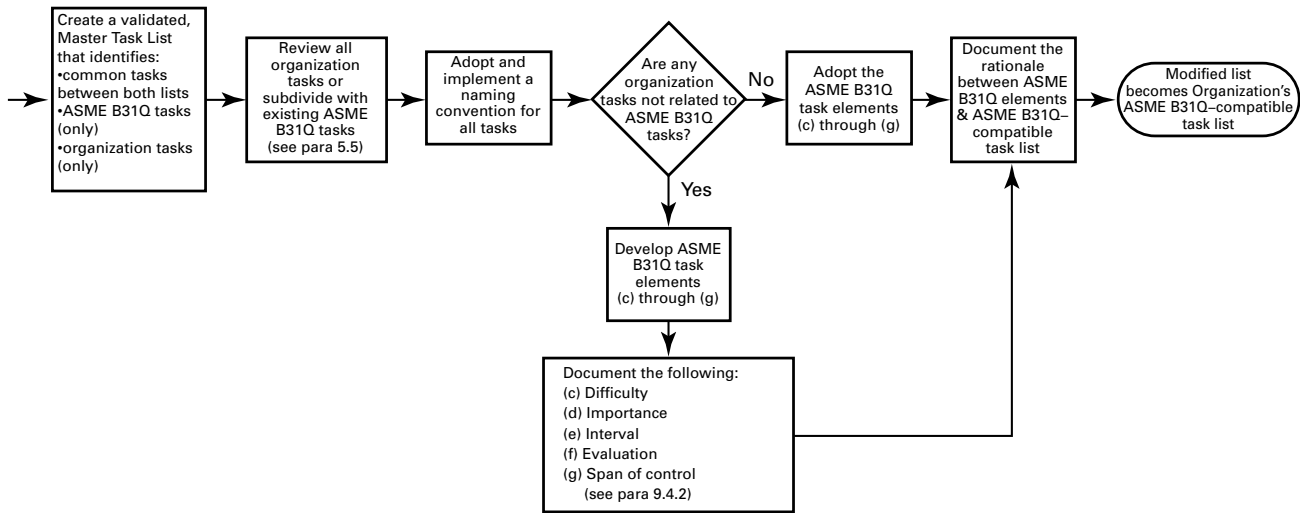 Create a validated,
Master Task List
that identifies:
•common tasks
between both lists
•ASME B31Q tasks
(only)
•organization tasks
(only)
Review all
organization
tasks or
subdivide with
existing ASME
B31Q tasks
(see para 5.5)
Adopt and
implement a
naming
convention for
all tasks
Are any
organization
tasks not related to
ASME B31Q
tasks?
No
Adopt the
ASME B31Q
task elements
(c) through (g)
Document the
rationale
between ASME
B31Q elements
& ASME B31Q–
compatible
task list
Modified list
becomes Organization’s
ASME B31Q–compatible
task list
Yes
Develop ASME
B31Q task
elements
(c) through (g)
Document the following:
(c) Difficulty
(d) Importance
(e) Interval
(f) Evaluation
(g) Span of control
(see para 9.4.2)